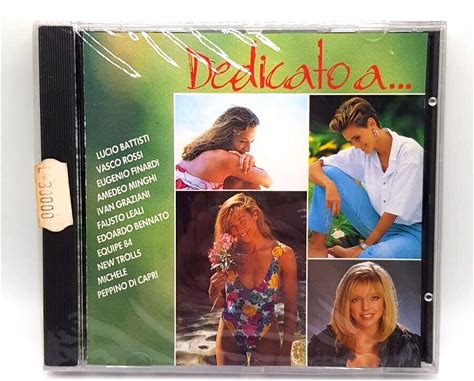 Dedicato a...
LUCIO BATTISTI
VASCO ROSSI
EUGENIO FINARDI
AMEDEO MINGHI
IVAN GRAZIANI
FAUSTO LEALI
EDOARDO BENNATO
EQUIPE 84
NEW TROLLS
MICHELE
PEPPINO DI CAPRI
L. 30000